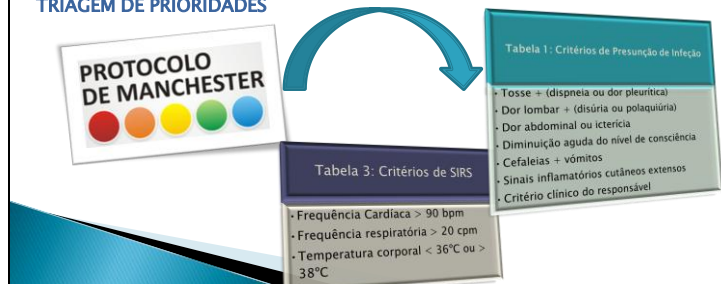 TRIAGEM DE PRIORIDADES
PROTOCOLO
DE MANCHESTER
Tabela 1: Critérios de Presunção de Infeção
• Tosse + (dispneia ou dor pleurítica)
• Dor lombar + (disúria ou polaquiúria)
• Dor abdominal ou icterícia
• Diminuição aguda do nível de consciência
• Cefaleias + vómitos
• Sinais inflamatórios cutâneos extensos
• Critério clínico do responsável
Tabela 3: Critérios de SIRS
• Frequência Cardíaca > 90 bpm
• Frequência respiratória > 20 cpm
• Temperatura corporal < 36ºC ou >
38ºC